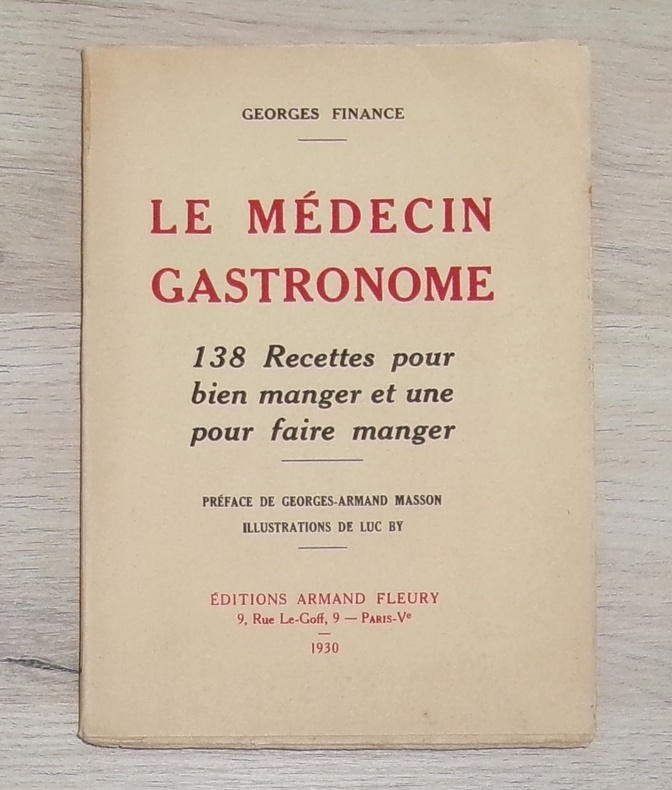 GEORGES FINANCE
LE MÉDECIN
GASTRONOME
138 Recettes pour
bien manger et une
pour faire manger
PRÉFACE DE GEORGES-ARMAND MASSON
ILLUSTRATIONS DE LUC BY
ÉDITIONS ARMAND FLEURY
9, Rue Le-Goff, 9 — PARIS-Vᵉ
1930